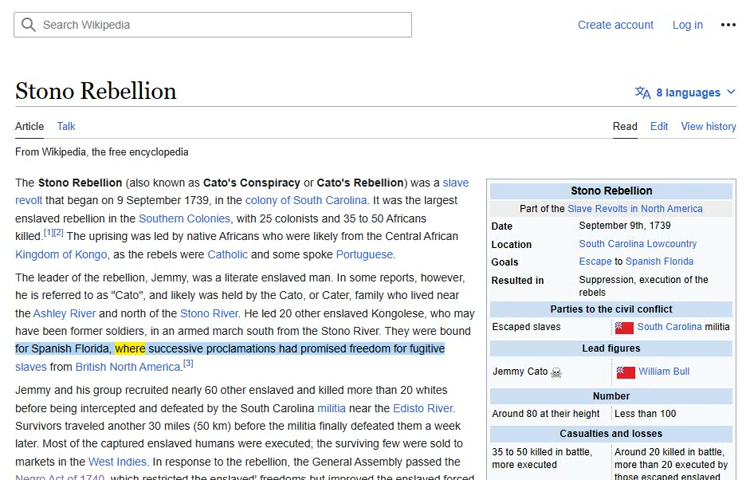 Search Wikipedia
Create account
Log in
•••
Stono Rebellion
8 languages
Article
Talk
Read
Edit
View history
From Wikipedia, the free encyclopedia
The Stono Rebellion (also known as Cato's Conspiracy or Cato's Rebellion) was a slave
revolt that began on 9 September 1739, in the colony of South Carolina. It was the largest
enslaved rebellion in the Southern Colonies, with 25 colonists and 35 to 50 Africans
killed.[1][2] The uprising was led by native Africans who were likely from the Central African
Kingdom of Kongo, as the rebels were Catholic and some spoke Portuguese.
The leader of the rebellion, Jemmy, was a literate enslaved man. In some reports, however,
he is referred to as "Cato", and likely was held by the Cato, or Cater, family who lived near
the Ashley River and north of the Stono River. He led 20 other enslaved Kongolese, who may
have been former soldiers, in an armed march south from the Stono River. They were bound
for Spanish Florida, where successive proclamations had promised freedom for fugitive
slaves from British North America.[3]
Jemmy and his group recruited nearly 60 other enslaved and killed more than 20 whites
before being intercepted and defeated by the South Carolina militia near the Edisto River.
Survivors traveled another 30 miles (50 km) before the militia finally defeated them a week
later. Most of the captured enslaved humans were executed; the surviving few were sold to
markets in the West Indies. In response to the rebellion, the General Assembly passed the
Negro Act of 1740, which restricted the enslaved' freedoms but improved the enslaved forced
Stono Rebellion
Part of the Slave Revolts in North America
Date September 9th, 1739
Location South Carolina Lowcountry
Goals Escape to Spanish Florida
Resulted in Suppression, execution of the
rebels
Parties to the civil conflict
Escaped slaves South Carolina militia
Lead figures
Jemmy Cato William Bull
Number
Around 80 at their height Less than 100
Casualties and losses
35 to 50 killed in battle, Around 20 killed in battle,
more executed more than 20 executed by
those escaped enslaved